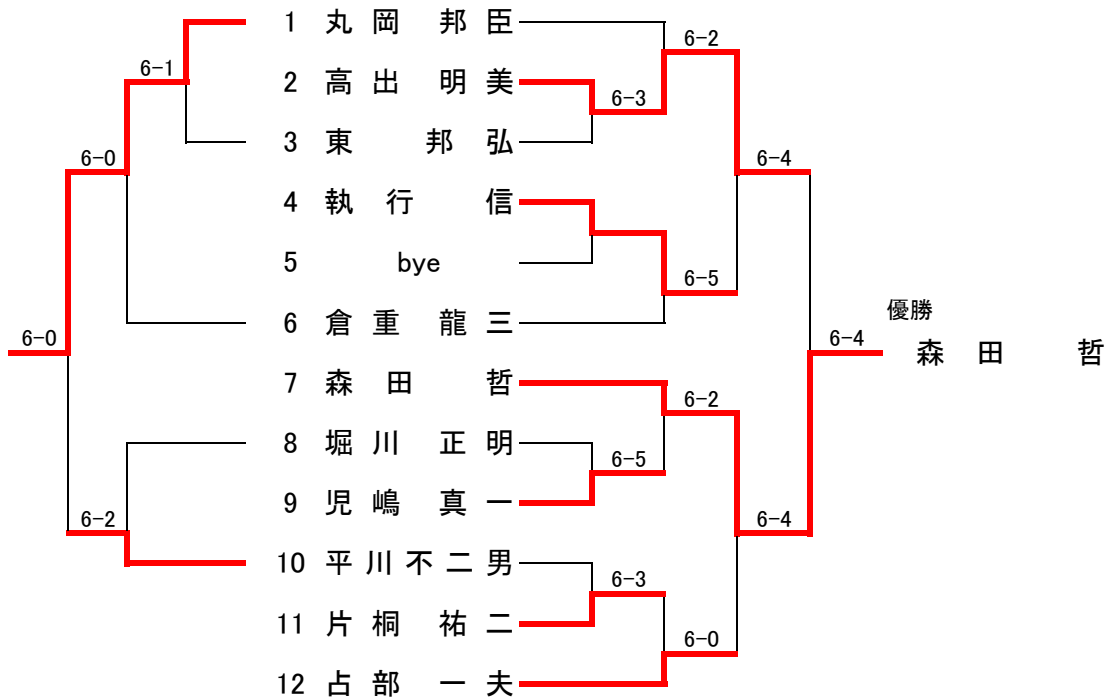 1 丸岡 邦臣
6-2
6-1
2 高出 明美
6-3
3 東 邦弘
6-0
6-4
4 執行 信
5 bye
6-5
優勝
6 倉重 龍三
6-0
6-4
森田 哲
7 森田 哲
6-2
8 堀川 正明
6-5
9 児嶋 真一
6-2
6-4
10 平川不二男
6-3
11 片桐 祐二
6-0
12 占部 一夫